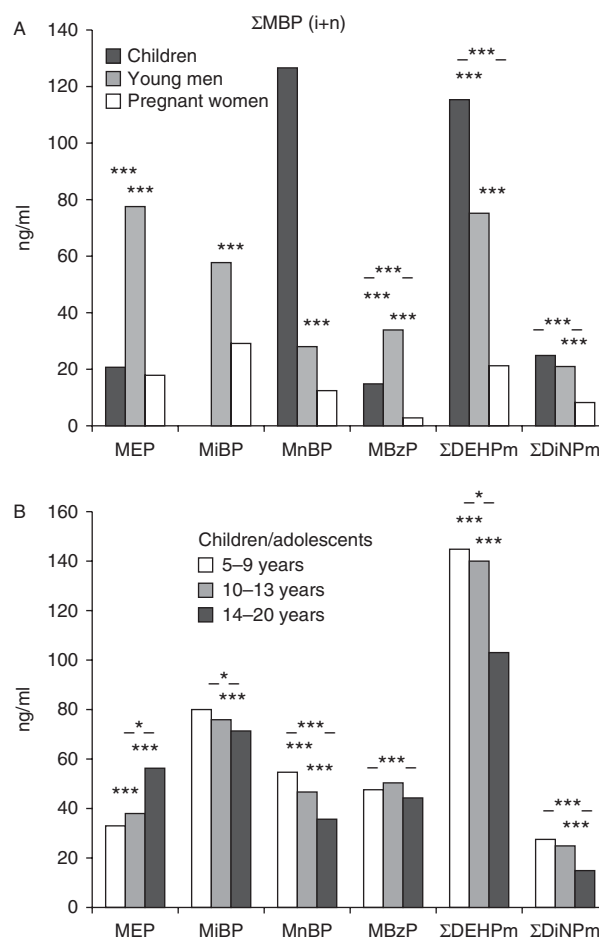 A
ΣMBP (i+n)
140
120
100
80
60
40
20
0
ng/ml
Children
Young men
Pregnant women
***
***
***
***
– *** –
***
***
– *** –
***
***
– *** –
***
MEP MiBP MnBP MBzP ΣDEHPm ΣDiNPm
B
160
140
120
100
80
60
40
20
0
ng/ml
Children/adolescents
5–9 years
10–13 years
14–20 years
– * –
***
***
– * –
***
– *** –
***
***
– *** –
– * –
***
***
– *** –
***
MEP MiBP MnBP MBzP ΣDEHPm ΣDiNPm